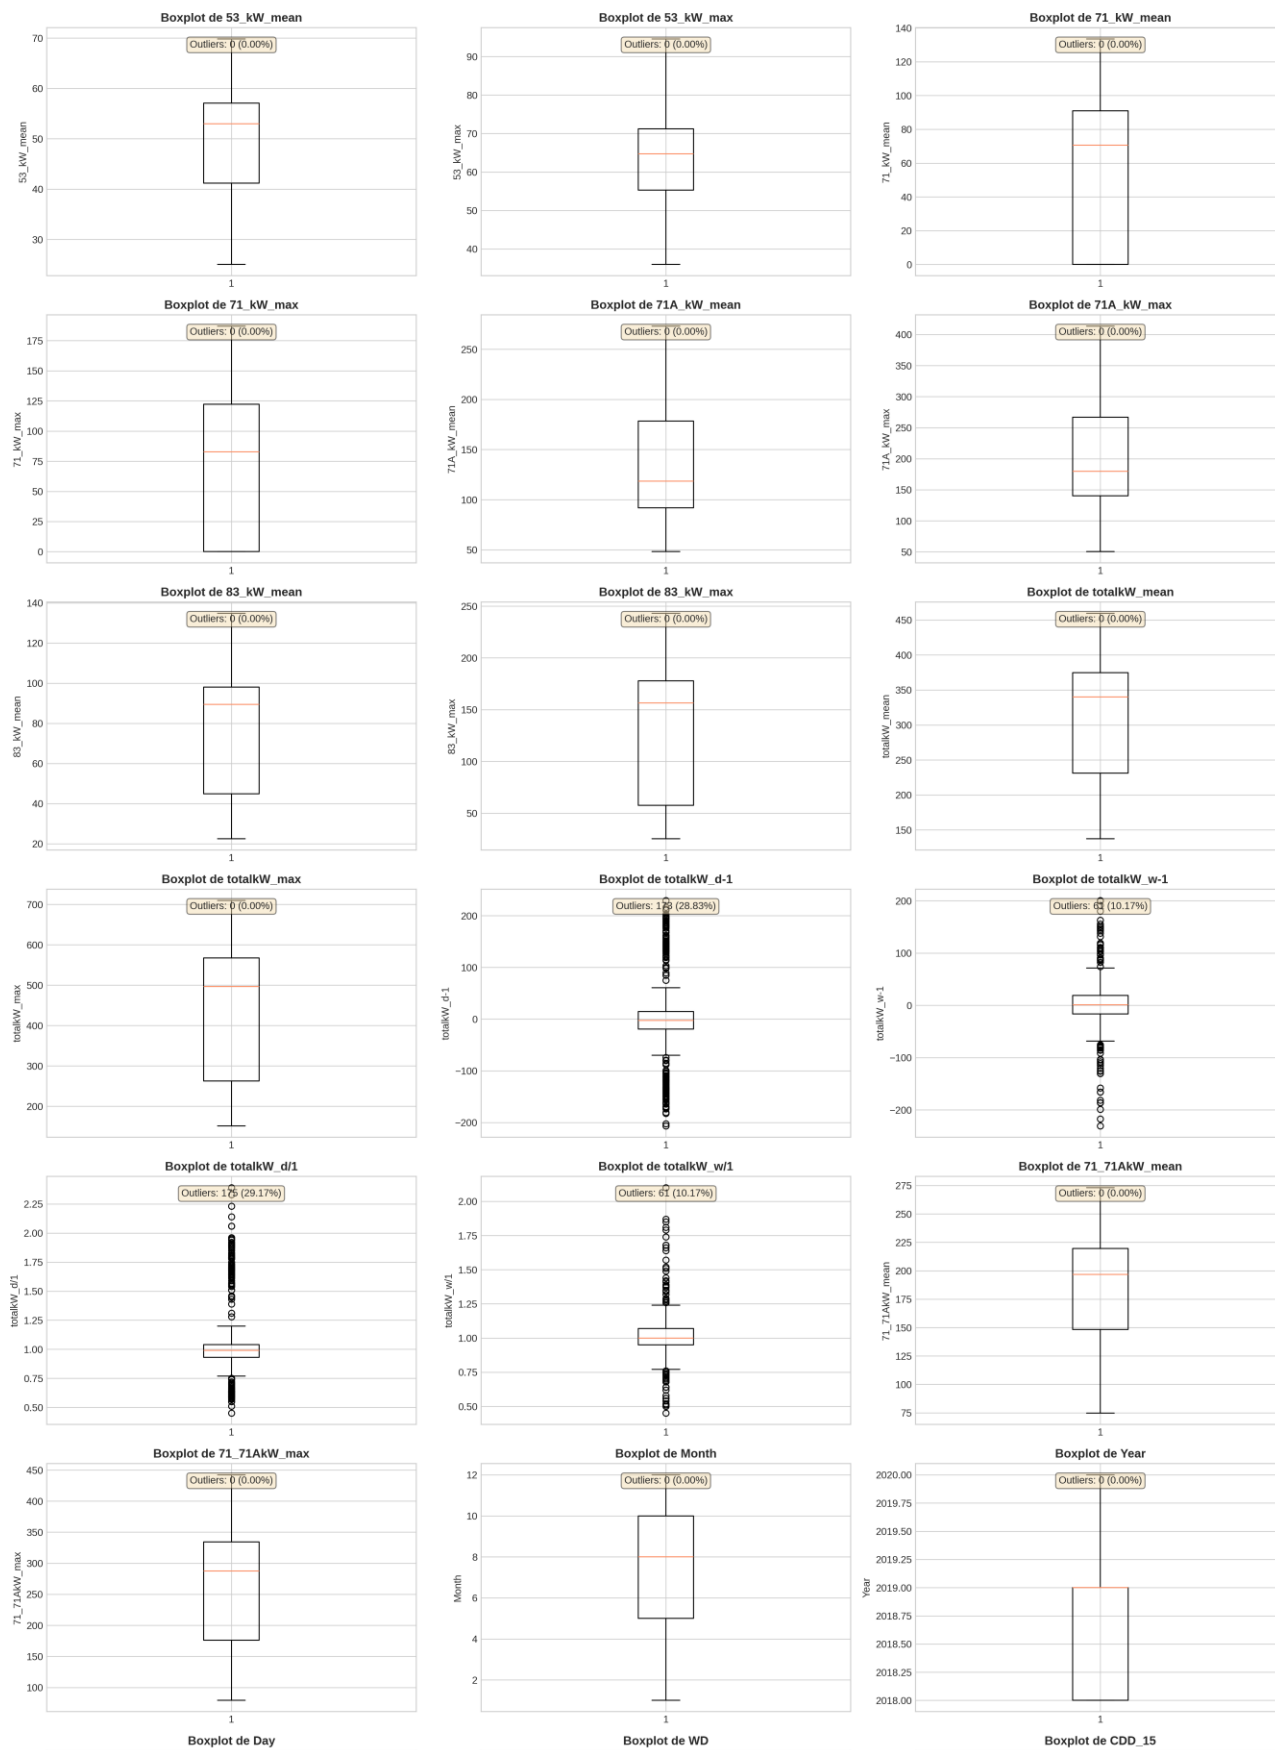 Boxplot de 53_kW_mean
Outliers: 0 (0.00%)
70
60
50
40
30
53_kW_mean
1
Boxplot de 53_kW_max
Outliers: 0 (0.00%)
90
80
70
60
50
40
53_kW_max
1
Boxplot de 71_kW_mean
Outliers: 0 (0.00%)
140
120
100
80
60
40
20
0
71_kW_mean
1
Boxplot de 71_kW_max
Outliers: 0 (0.00%)
175
150
125
100
75
50
25
0
71_kW_max
1
Boxplot de 71A_kW_mean
Outliers: 0 (0.00%)
250
200
150
100
50
71A_kW_mean
1
Boxplot de 71A_kW_max
Outliers: 0 (0.00%)
400
350
300
250
200
150
100
50
71A_kW_max
1
Boxplot de 83_kW_mean
Outliers: 0 (0.00%)
140
120
100
80
60
40
20
83_kW_mean
1
Boxplot de 83_kW_max
Outliers: 0 (0.00%)
250
200
150
100
50
83_kW_max
1
Boxplot de totalkW_mean
Outliers: 0 (0.00%)
450
400
350
300
250
200
150
totalkW_mean
1
Boxplot de totalkW_max
Outliers: 0 (0.00%)
700
600
500
400
300
200
totalkW_max
1
Boxplot de totalkW_d-1
Outliers: 173 (28.83%)
200
100
0
−100
−200
totalkW_d-1
1
Boxplot de totalkW_w-1
Outliers: 61 (10.17%)
200
100
0
−100
−200
totalkW_w-1
1
Boxplot de totalkW_d/1
Outliers: 175 (29.17%)
2.25
2.00
1.75
1.50
1.25
1.00
0.75
0.50
totalkW_d/1
1
Boxplot de totalkW_w/1
Outliers: 61 (10.17%)
2.00
1.75
1.50
1.25
1.00
0.75
0.50
totalkW_w/1
1
Boxplot de 71_71AkW_mean
Outliers: 0 (0.00%)
275
250
225
200
175
150
125
100
75
71_71AkW_mean
1
Boxplot de 71_71AkW_max
Outliers: 0 (0.00%)
450
400
350
300
250
200
150
100
71_71AkW_max
1
Boxplot de Month
Outliers: 0 (0.00%)
12
10
8
6
4
2
Month
1
Boxplot de Year
Outliers: 0 (0.00%)
2020.00
2019.75
2019.50
2019.25
2019.00
2018.75
2018.50
2018.25
2018.00
Year
1
Boxplot de Day
Boxplot de WD
Boxplot de CDD_15